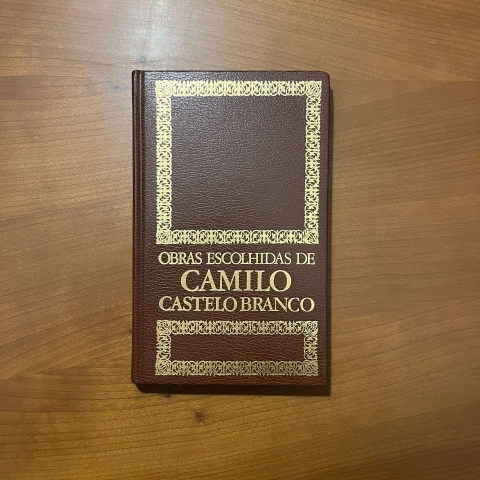 OBRAS ESCOLHIDAS DE
CAMILO
CASTELO BRANCO